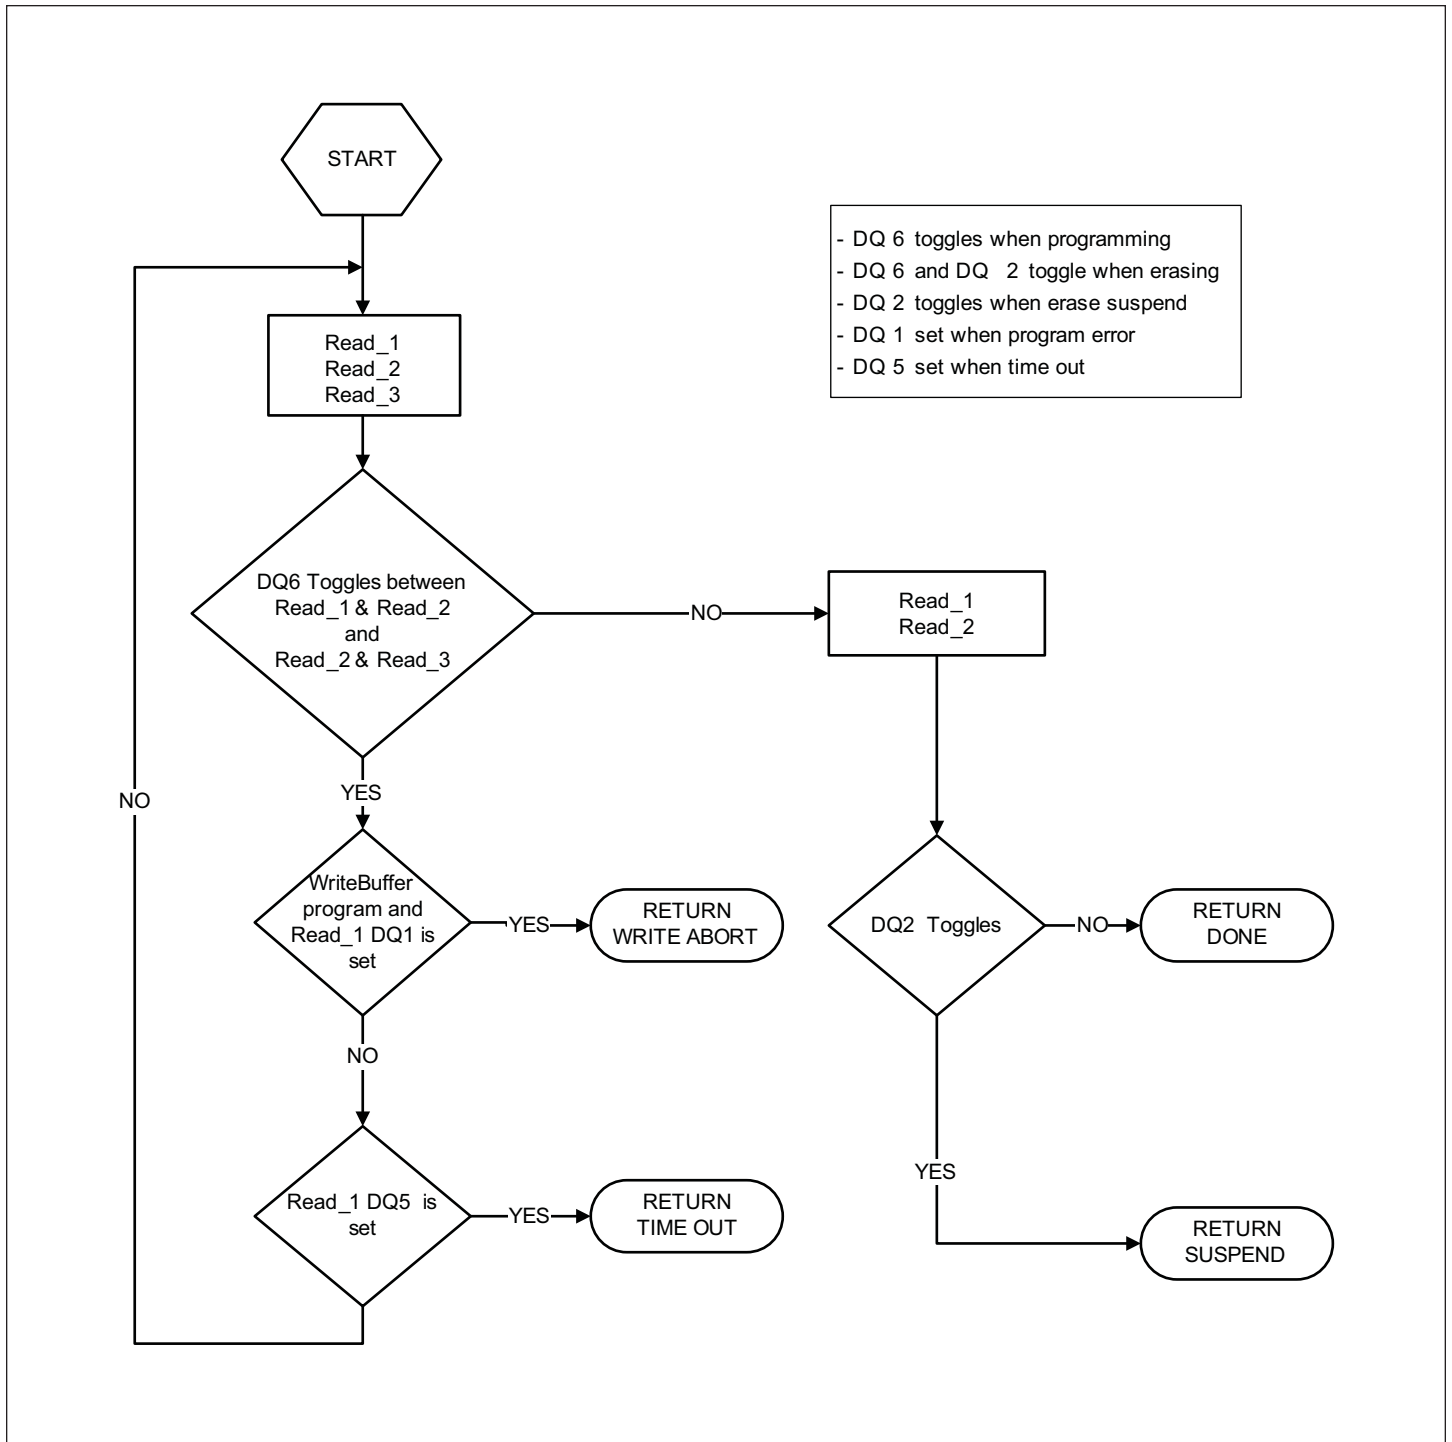 START
- DQ 6 toggles when programming
- DQ 6 and DQ 2 toggle when erasing
- DQ 2 toggles when erase suspend
- DQ 1 set when program error
- DQ 5 set when time out
Read_1
Read_2
Read_3
DQ6 Toggles between
Read_1 & Read_2
and
Read_2 & Read_3
NO
Read_1
Read_2
YES
NO
WriteBuffer
program and
Read_1 DQ1 is
set
YES
RETURN
WRITE ABORT
DQ2 Toggles
NO
RETURN
DONE
NO
YES
Read_1 DQ5 is
set
YES
RETURN
TIME OUT
RETURN
SUSPEND